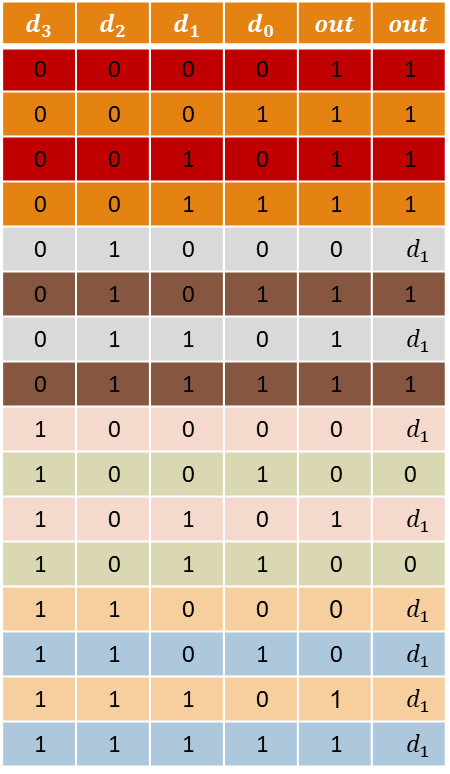 d₃ d₂ d₁ d₀ out out
0 0 0 0 1 1
0 0 0 1 1 1
0 0 1 0 1 1
0 0 1 1 1 1
0 1 0 0 0 d₁
0 1 0 1 1 1
0 1 1 0 1 d₁
0 1 1 1 1 1
1 0 0 0 0 d₁
1 0 0 1 0 0
1 0 1 0 1 d₁
1 0 1 1 0 0
1 1 0 0 0 d₁
1 1 0 1 0 d₁
1 1 1 0 1 d₁
1 1 1 1 1 d₁